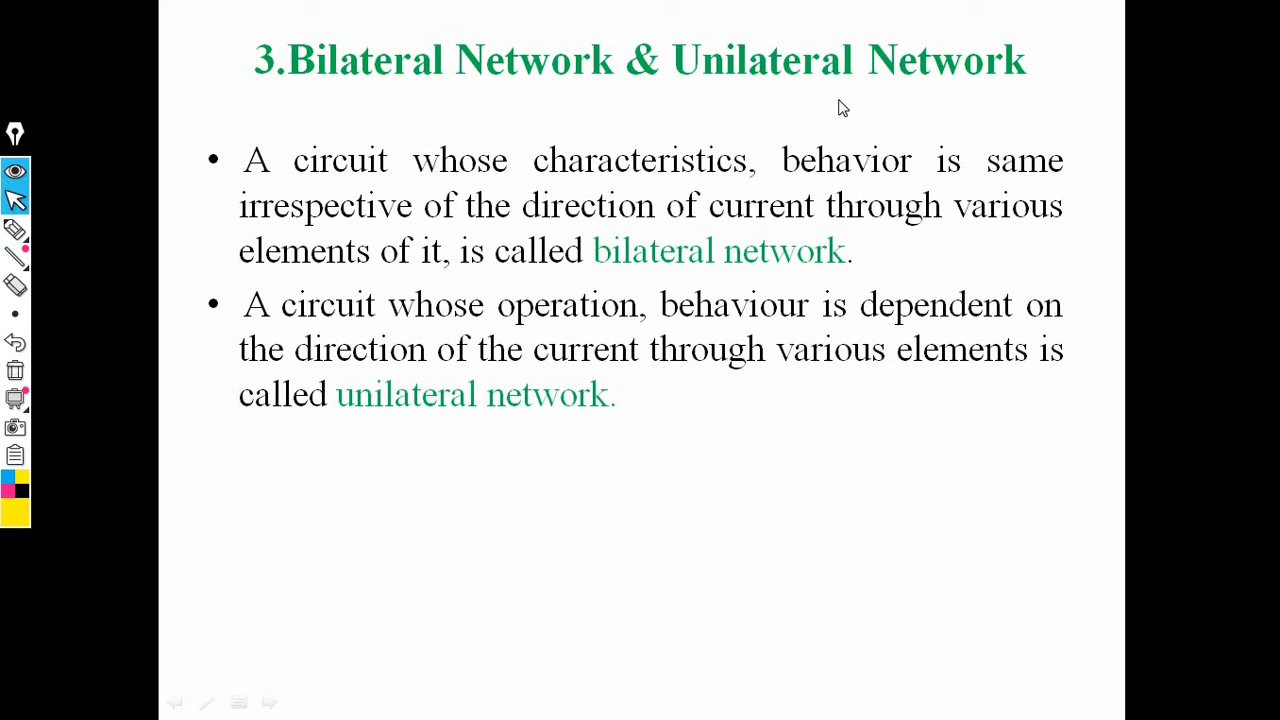 3.Bilateral Network & Unilateral Network
• A circuit whose characteristics, behavior is same
irrespective of the direction of current through various
elements of it, is called bilateral network.
• A circuit whose operation, behaviour is dependent on
the direction of the current through various elements is
called unilateral network.